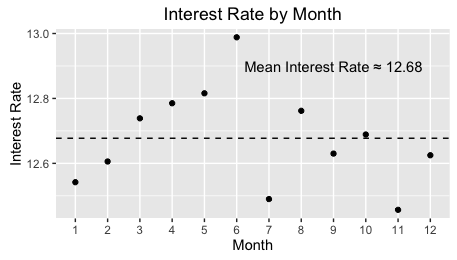 Interest Rate by Month
13.0
12.8
12.6
Interest Rate
Mean Interest Rate ≈ 12.68
1 2 3 4 5 6 7 8 9 10 11 12
Month